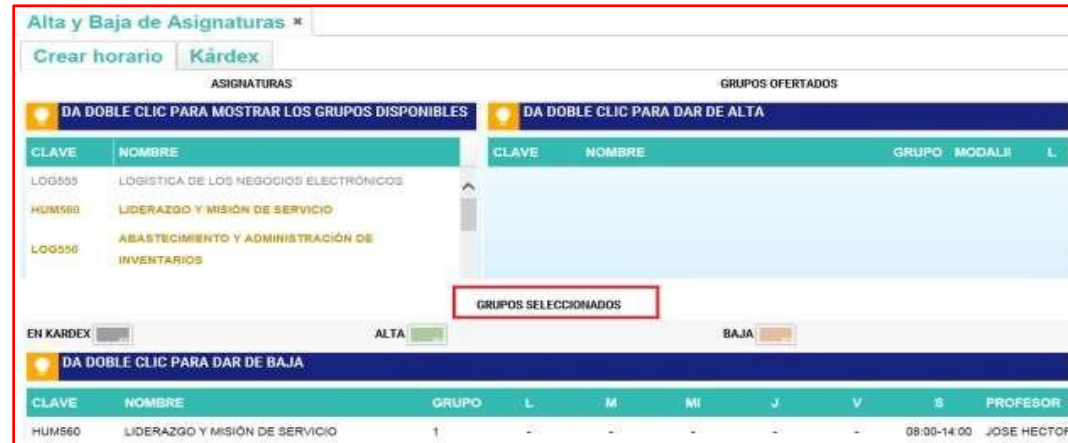 Alta y Baja de Asignaturas ×
Crear horario Kárdex
ASIGNATURAS GRUPOS OFERTADOS
DA DOBLE CLIC PARA MOSTRAR LOS GRUPOS DISPONIBLES DA DOBLE CLIC PARA DAR DE ALTA
CLAVE NOMBRE CLAVE NOMBRE GRUPO MODALI L
LOG555 LOGISTICA DE LOS NEGOCIOS ELECTRÓNICOS
HUM560 LIDERAZGO Y MISIÓN DE SERVICIO
LOG550 ABASTECIMIENTO Y ADMINISTRACIÓN DE
INVENTARIOS
GRUPOS SELECCIONADOS
EN KARDEX ALTA BAJA
DA DOBLE CLIC PARA DAR DE BAJA
CLAVE NOMBRE GRUPO L M MI J V S PROFESOR
HUM560 LIDERAZGO Y MISIÓN DE SERVICIO 1 - - - - - 08:00-14:00 JOSE HECTOR